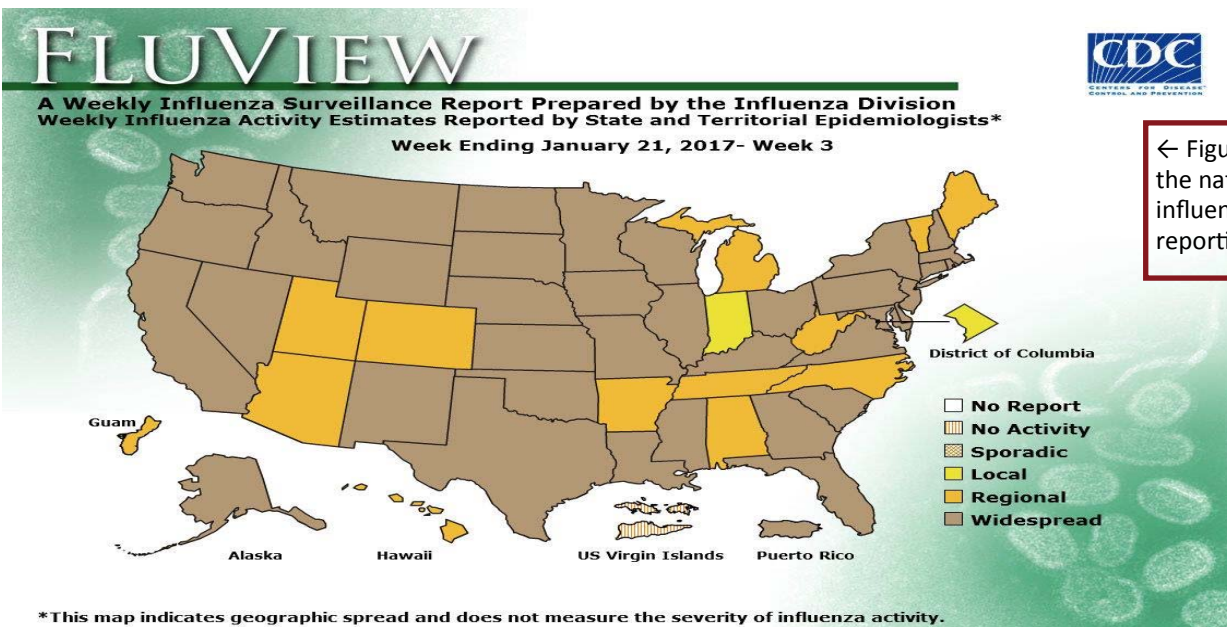 FLUVIEW
CDC
CENTERS FOR DISEASE
CONTROL AND PREVENTION
A Weekly Influenza Surveillance Report Prepared by the Influenza Division
Weekly Influenza Activity Estimates Reported by State and Territorial Epidemiologists*
Week Ending January 21, 2017- Week 3
← Figu
the nat
influen
reporti
District of Columbia
Guam
No Report
No Activity
Sporadic
Local
Regional
Widespread
Alaska
Hawaii
US Virgin Islands
Puerto Rico
*This map indicates geographic spread and does not measure the severity of influenza activity.